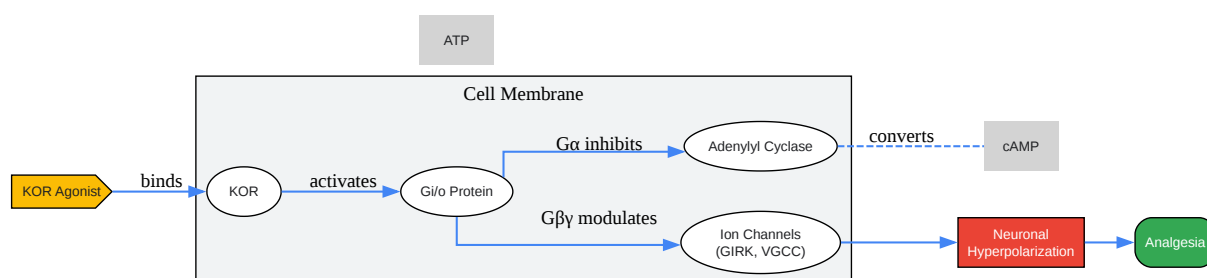 ATP
Cell Membrane
Gα inhibits
Adenylyl Cyclase
converts
cAMP
KOR Agonist
binds
KOR
activates
Gi/o Protein
Gβγ modulates
Ion Channels
(GIRK, VGCC)
Neuronal
Hyperpolarization
Analgesia